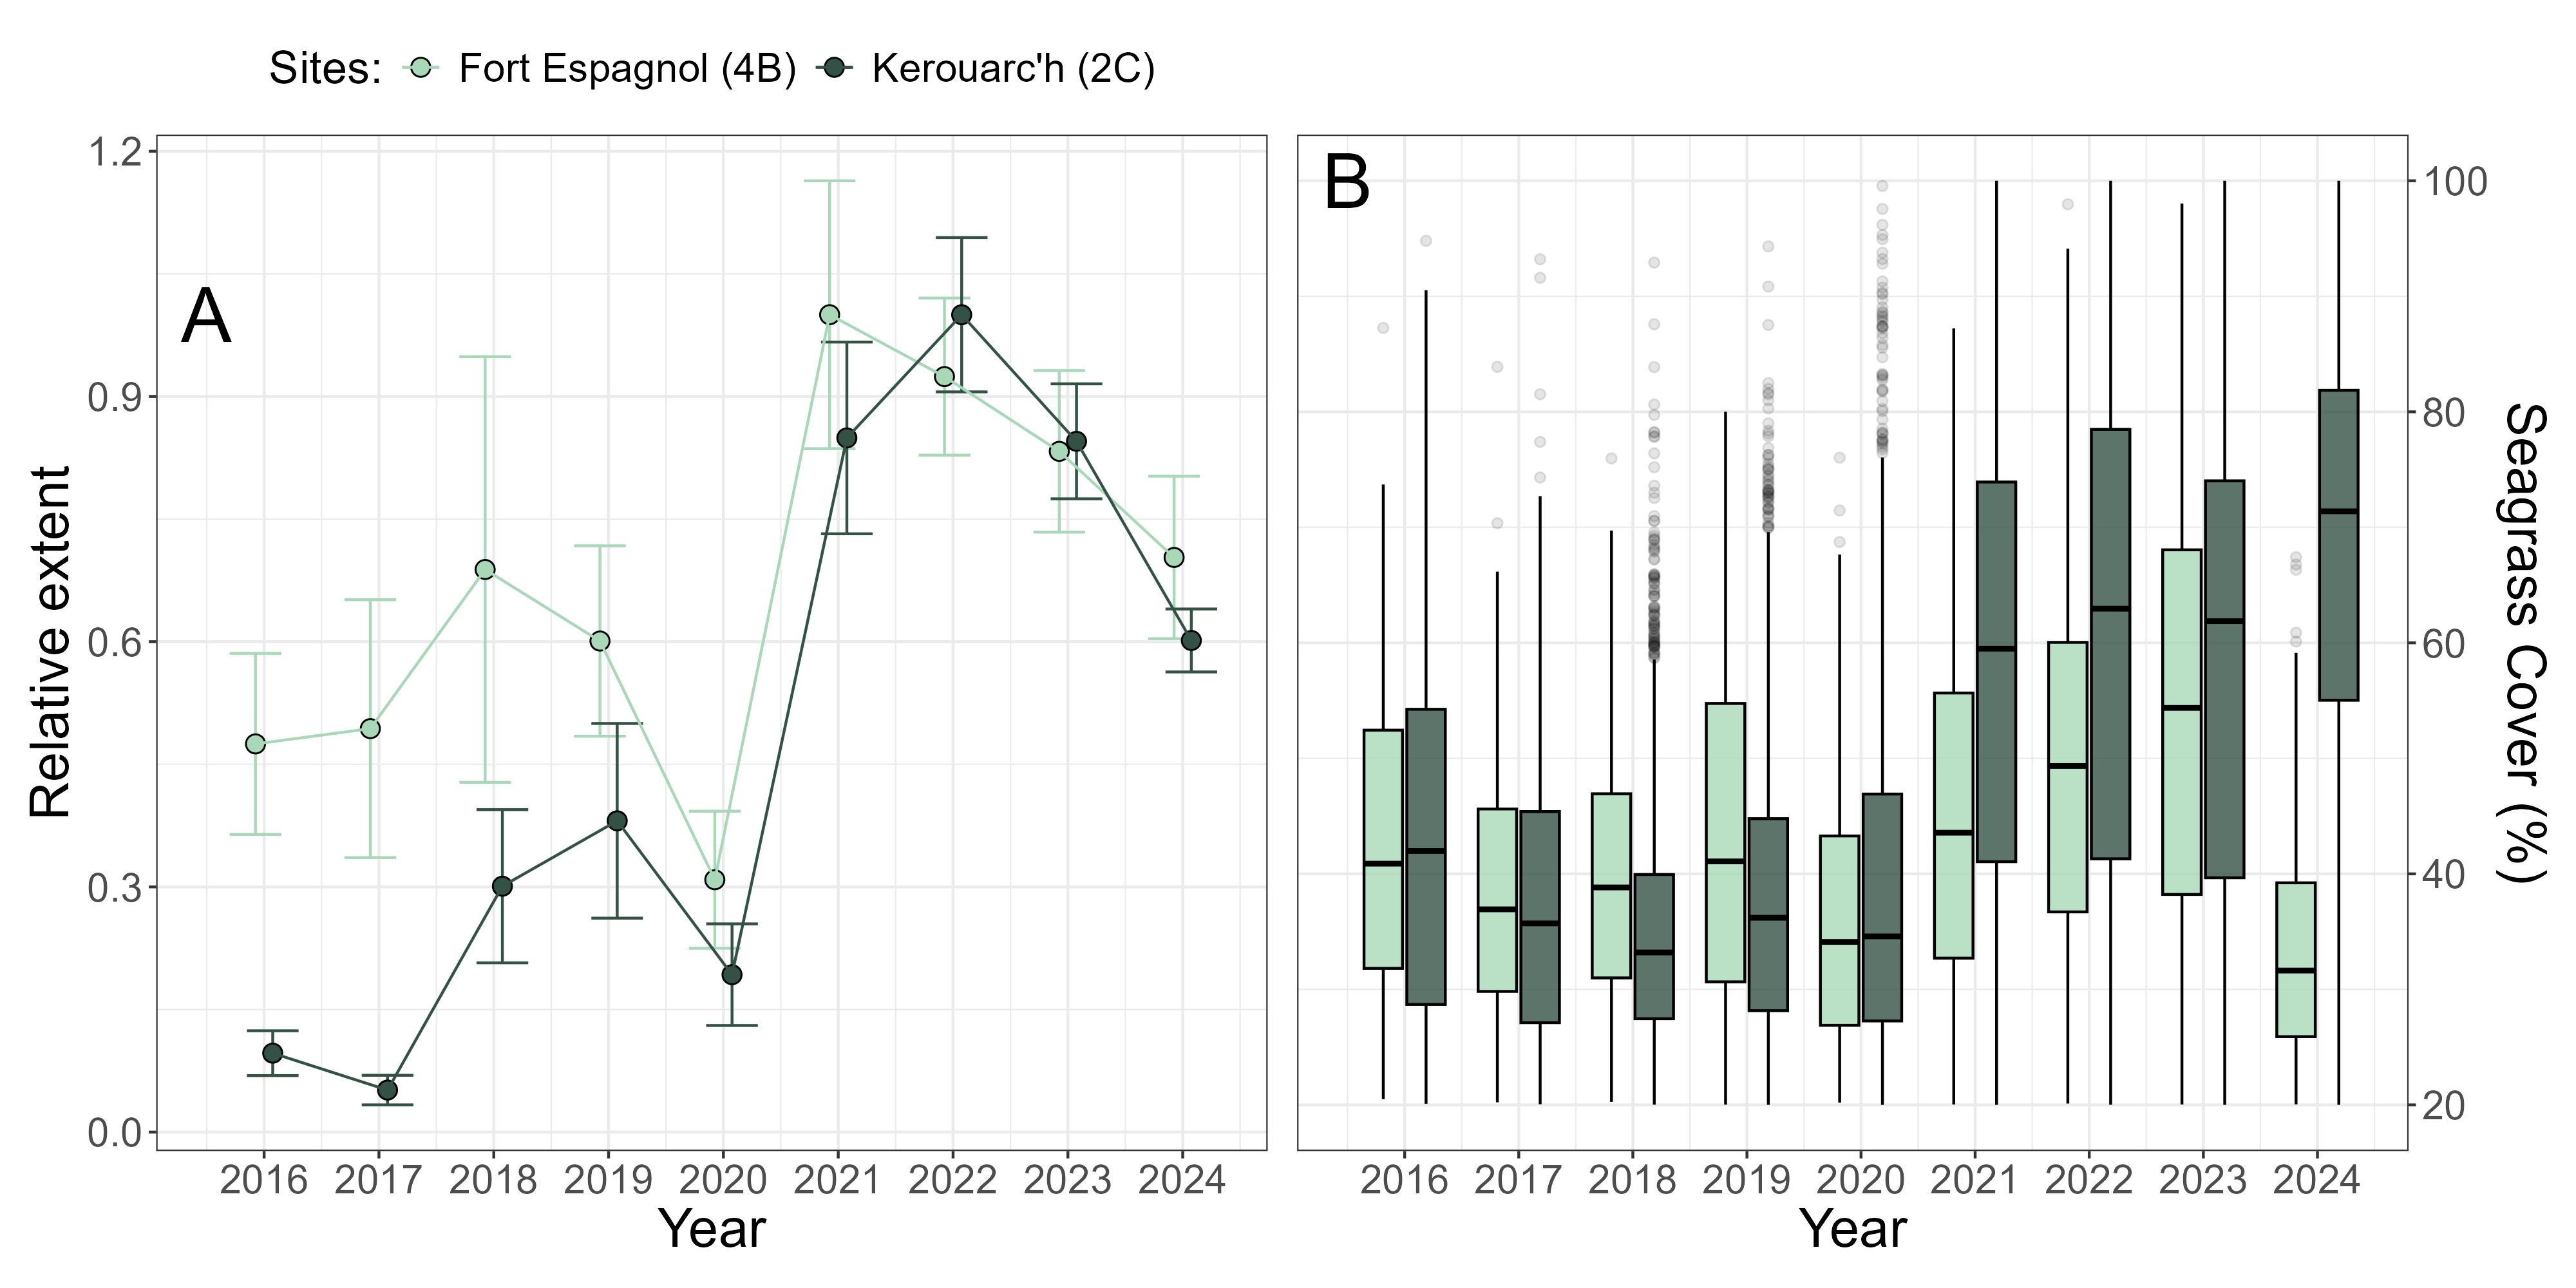 Sites: Fort Espagnol (4B) Kerouarc'h (2C)
A
Relative extent
1.2
0.9
0.6
0.3
0.0
2016 2017 2018 2019 2020 2021 2022 2023 2024
Year
B
100
80
60
40
20
Seagrass Cover (%)
2016 2017 2018 2019 2020 2021 2022 2023 2024
Year